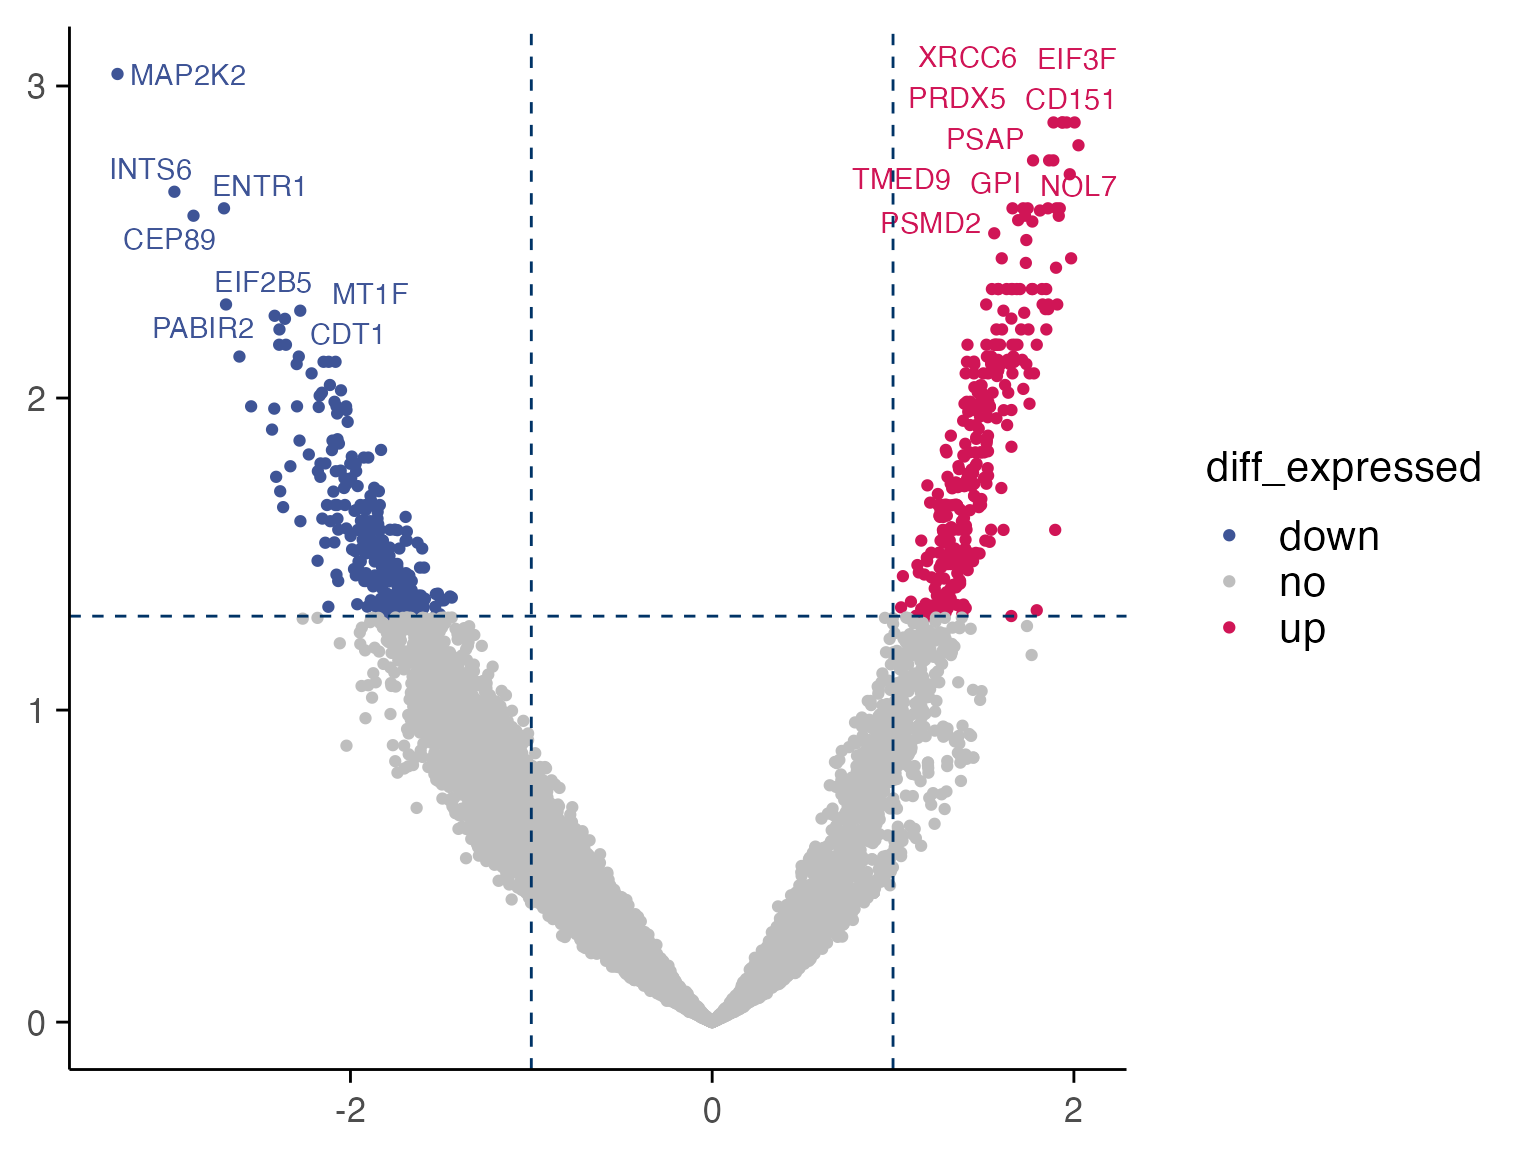 XRCC6 EIF3F
3
MAP2K2
PRDX5 CD151
PSAP
INTS6
ENTR1
TMED9 GPI NOL7
CEP89
PSMD2
EIF2B5
MT1F
PABIR2
CDT1
2
diff_expressed
down
no
up
1
0
-2 0 2